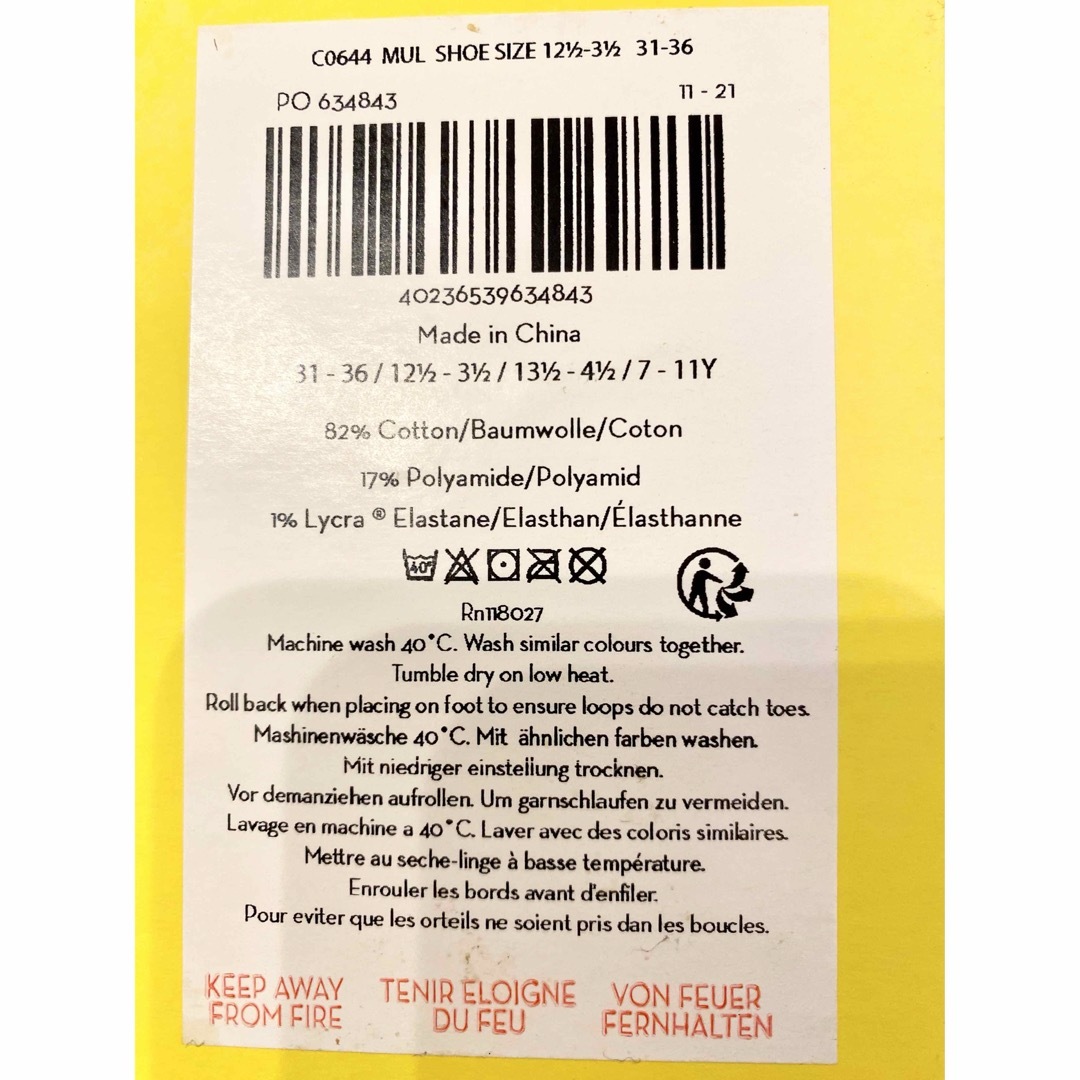 C0644 MUL SHOE SIZE 12½-3½ 31-36
PO 634843 11 - 21
40236539634843
Made in China
31 - 36 / 12½ - 3½ / 13½ - 4½ / 7 - 11Y
82% Cotton/Baumwolle/Coton
17% Polyamide/Polyamid
1% Lycra ® Elastane/Elasthan/Élasthanne
40°
Rn118027
Machine wash 40°C. Wash similar colours together.
Tumble dry on low heat.
Roll back when placing on foot to ensure loops do not catch toes.
Mashinenwäsche 40°C. Mit ähnlichen farben washen.
Mit niedriger einstellung trocknen.
Vor demanziehen aufrollen. Um garnschlaufen zu vermeiden.
Lavage en machine a 40°C. Laver avec des coloris similaires.
Mettre au seche-linge à basse température.
Enrouler les bords avant d'enfiler.
Pour eviter que les orteils ne soient pris dan les boucles.
KEEP AWAY TENIR ELOIGNE VON FEUER
FROM FIRE DU FEU FERNHALTEN